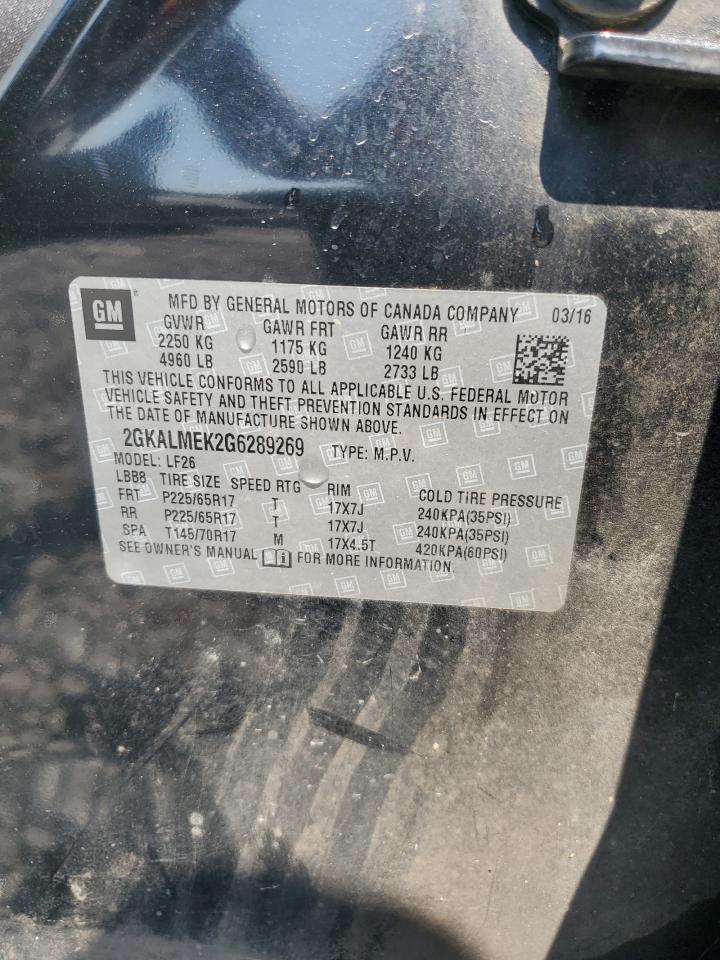 GM
MFD BY GENERAL MOTORS OF CANADA COMPANY 03/16
GVWR GAWR FRT GAWR RR
2250 KG 1175 KG 1240 KG
4960 LB 2590 LB 2733 LB
THIS VEHICLE CONFORMS TO ALL APPLICABLE U.S. FEDERAL MOTOR
VEHICLE SAFETY AND THEFT PREVENTION STANDARDS IN EFFECT ON
THE DATE OF MANUFACTURE SHOWN ABOVE.
2GKALMEK2G6289269 TYPE: M.P.V.
MODEL: LF26
LBB8 TIRE SIZE SPEED RTG RIM COLD TIRE PRESSURE
FRT P225/65R17 T 17X7J 240KPA(35PSI)
RR P225/65R17 T 17X7J 240KPA(35PSI)
SPA T145/70R17 M 17X4.5T 420KPA(60PSI)
SEE OWNER'S MANUAL i FOR MORE INFORMATION.